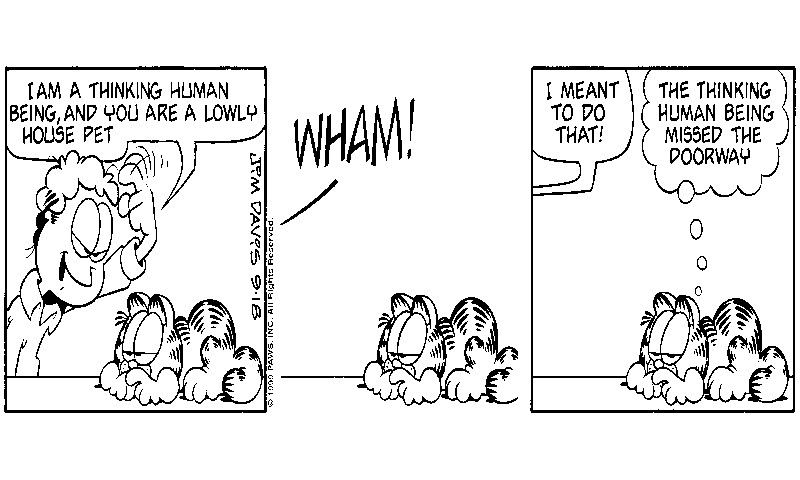 I AM A THINKING HUMAN
BEING, AND YOU ARE A LOWLY
HOUSE PET
JIM DAVIS 9·18
© 1999 PAWS, INC. All Rights Reserved.
WHAM!
I MEANT
TO DO
THAT!
THE THINKING
HUMAN BEING
MISSED THE
DOORWAY